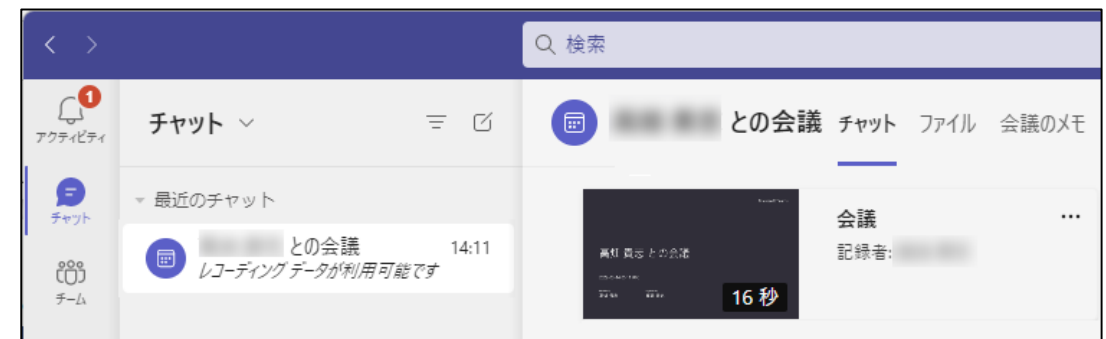 検索
1
アクティビティ
チャット
チーム
チャット
最近のチャット
との会議
14:11
レコーディング データが利用可能です
との会議
チャット
ファイル
会議のメモ
との会議
16 秒
会議
記録者: